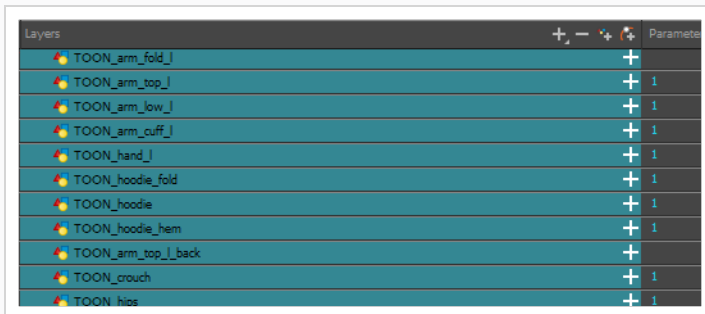 Layers Paramete
TOON_arm_fold_l
TOON_arm_top_l 1
TOON_arm_low_l 1
TOON_arm_cuff_l 1
TOON_hand_l 1
TOON_hoodie_fold 1
TOON_hoodie 1
TOON_hoodie_hem 1
TOON_arm_top_l_back
TOON_crouch 1
TOON_hips 1